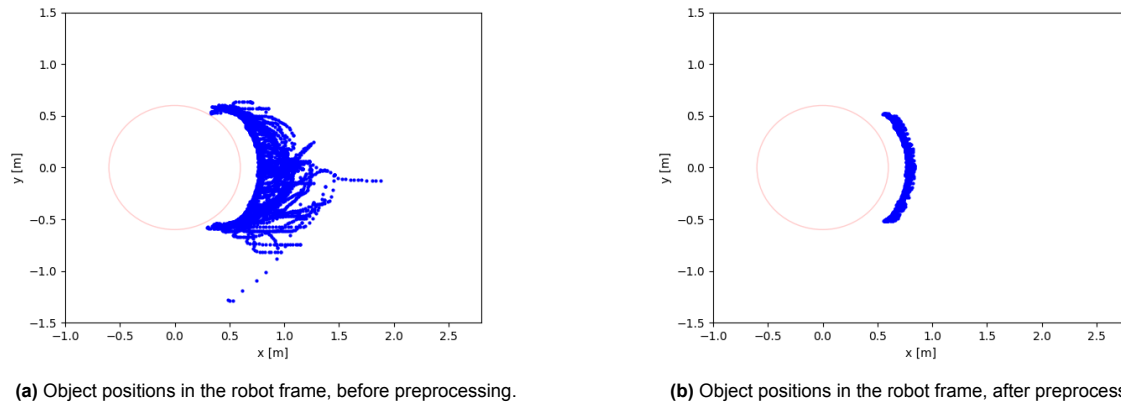 1.5
1.0
0.5
0.0
−0.5
−1.0
−1.5
y [m]
−1.0 −0.5 0.0 0.5 1.0 1.5 2.0 2.5
x [m]
(a) Object positions in the robot frame, before preprocessing.
1.5
1.0
0.5
0.0
−0.5
−1.0
−1.5
y [m]
−1.0 −0.5 0.0 0.5 1.0 1.5 2.0 2.5
x [m]
(b) Object positions in the robot frame, after preprocess